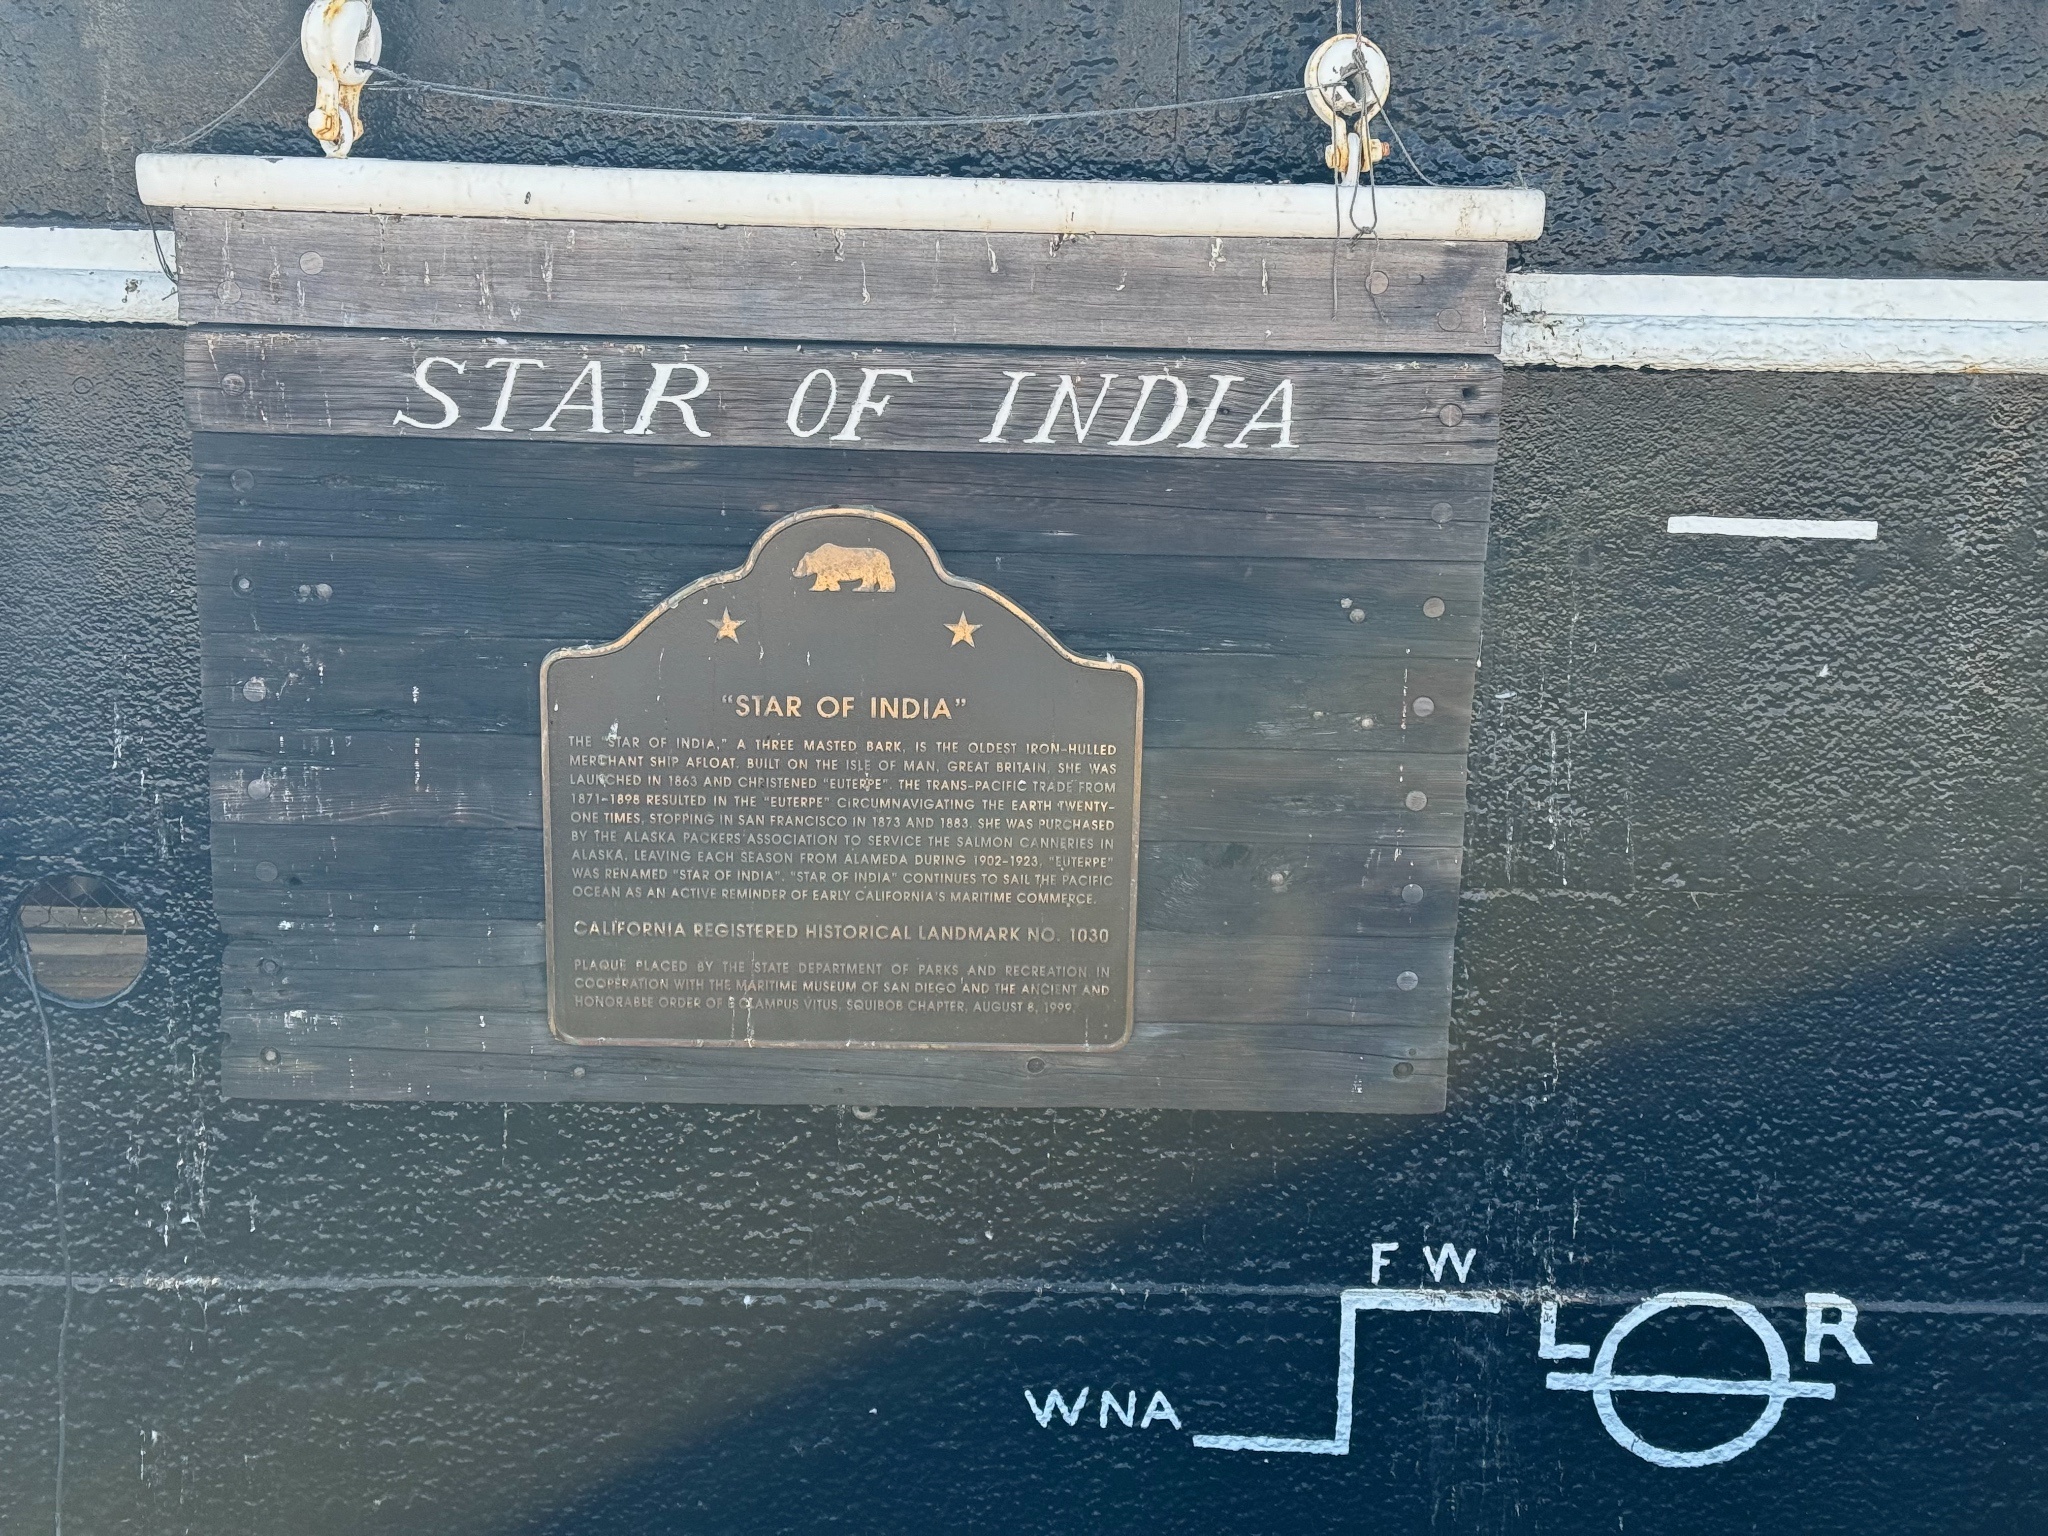 STAR OF INDIA
"STAR OF INDIA"
THE "STAR OF INDIA," A THREE MASTED BARK, IS THE OLDEST IRON-HULLED
MERCHANT SHIP AFLOAT. BUILT ON THE ISLE OF MAN, GREAT BRITAIN, SHE WAS
LAUNCHED IN 1863 AND CHRISTENED "EUTERPE". THE TRANS-PACIFIC TRADE FROM
1871-1898 RESULTED IN THE "EUTERPE" CIRCUMNAVIGATING THE EARTH TWENTY-
ONE TIMES, STOPPING IN SAN FRANCISCO IN 1873 AND 1883. SHE WAS PURCHASED
BY THE ALASKA PACKERS ASSOCIATION TO SERVICE THE SALMON CANNERIES IN
ALASKA, LEAVING EACH SEASON FROM ALAMEDA DURING 1902-1923. "EUTERPE"
WAS RENAMED "STAR OF INDIA". "STAR OF INDIA" CONTINUES TO SAIL THE PACIFIC
OCEAN AS AN ACTIVE REMINDER OF EARLY CALIFORNIA'S MARITIME COMMERCE.
CALIFORNIA REGISTERED HISTORICAL LANDMARK NO. 1030
PLAQUE PLACED BY THE STATE DEPARTMENT OF PARKS AND RECREATION IN
COOPERATION WITH THE MARITIME MUSEUM OF SAN DIEGO AND THE ANCIENT AND
HONORABLE ORDER OF E CLAMPUS VITUS, SQUIBOB CHAPTER, AUGUST 8, 1999.
F W
L R
WNA